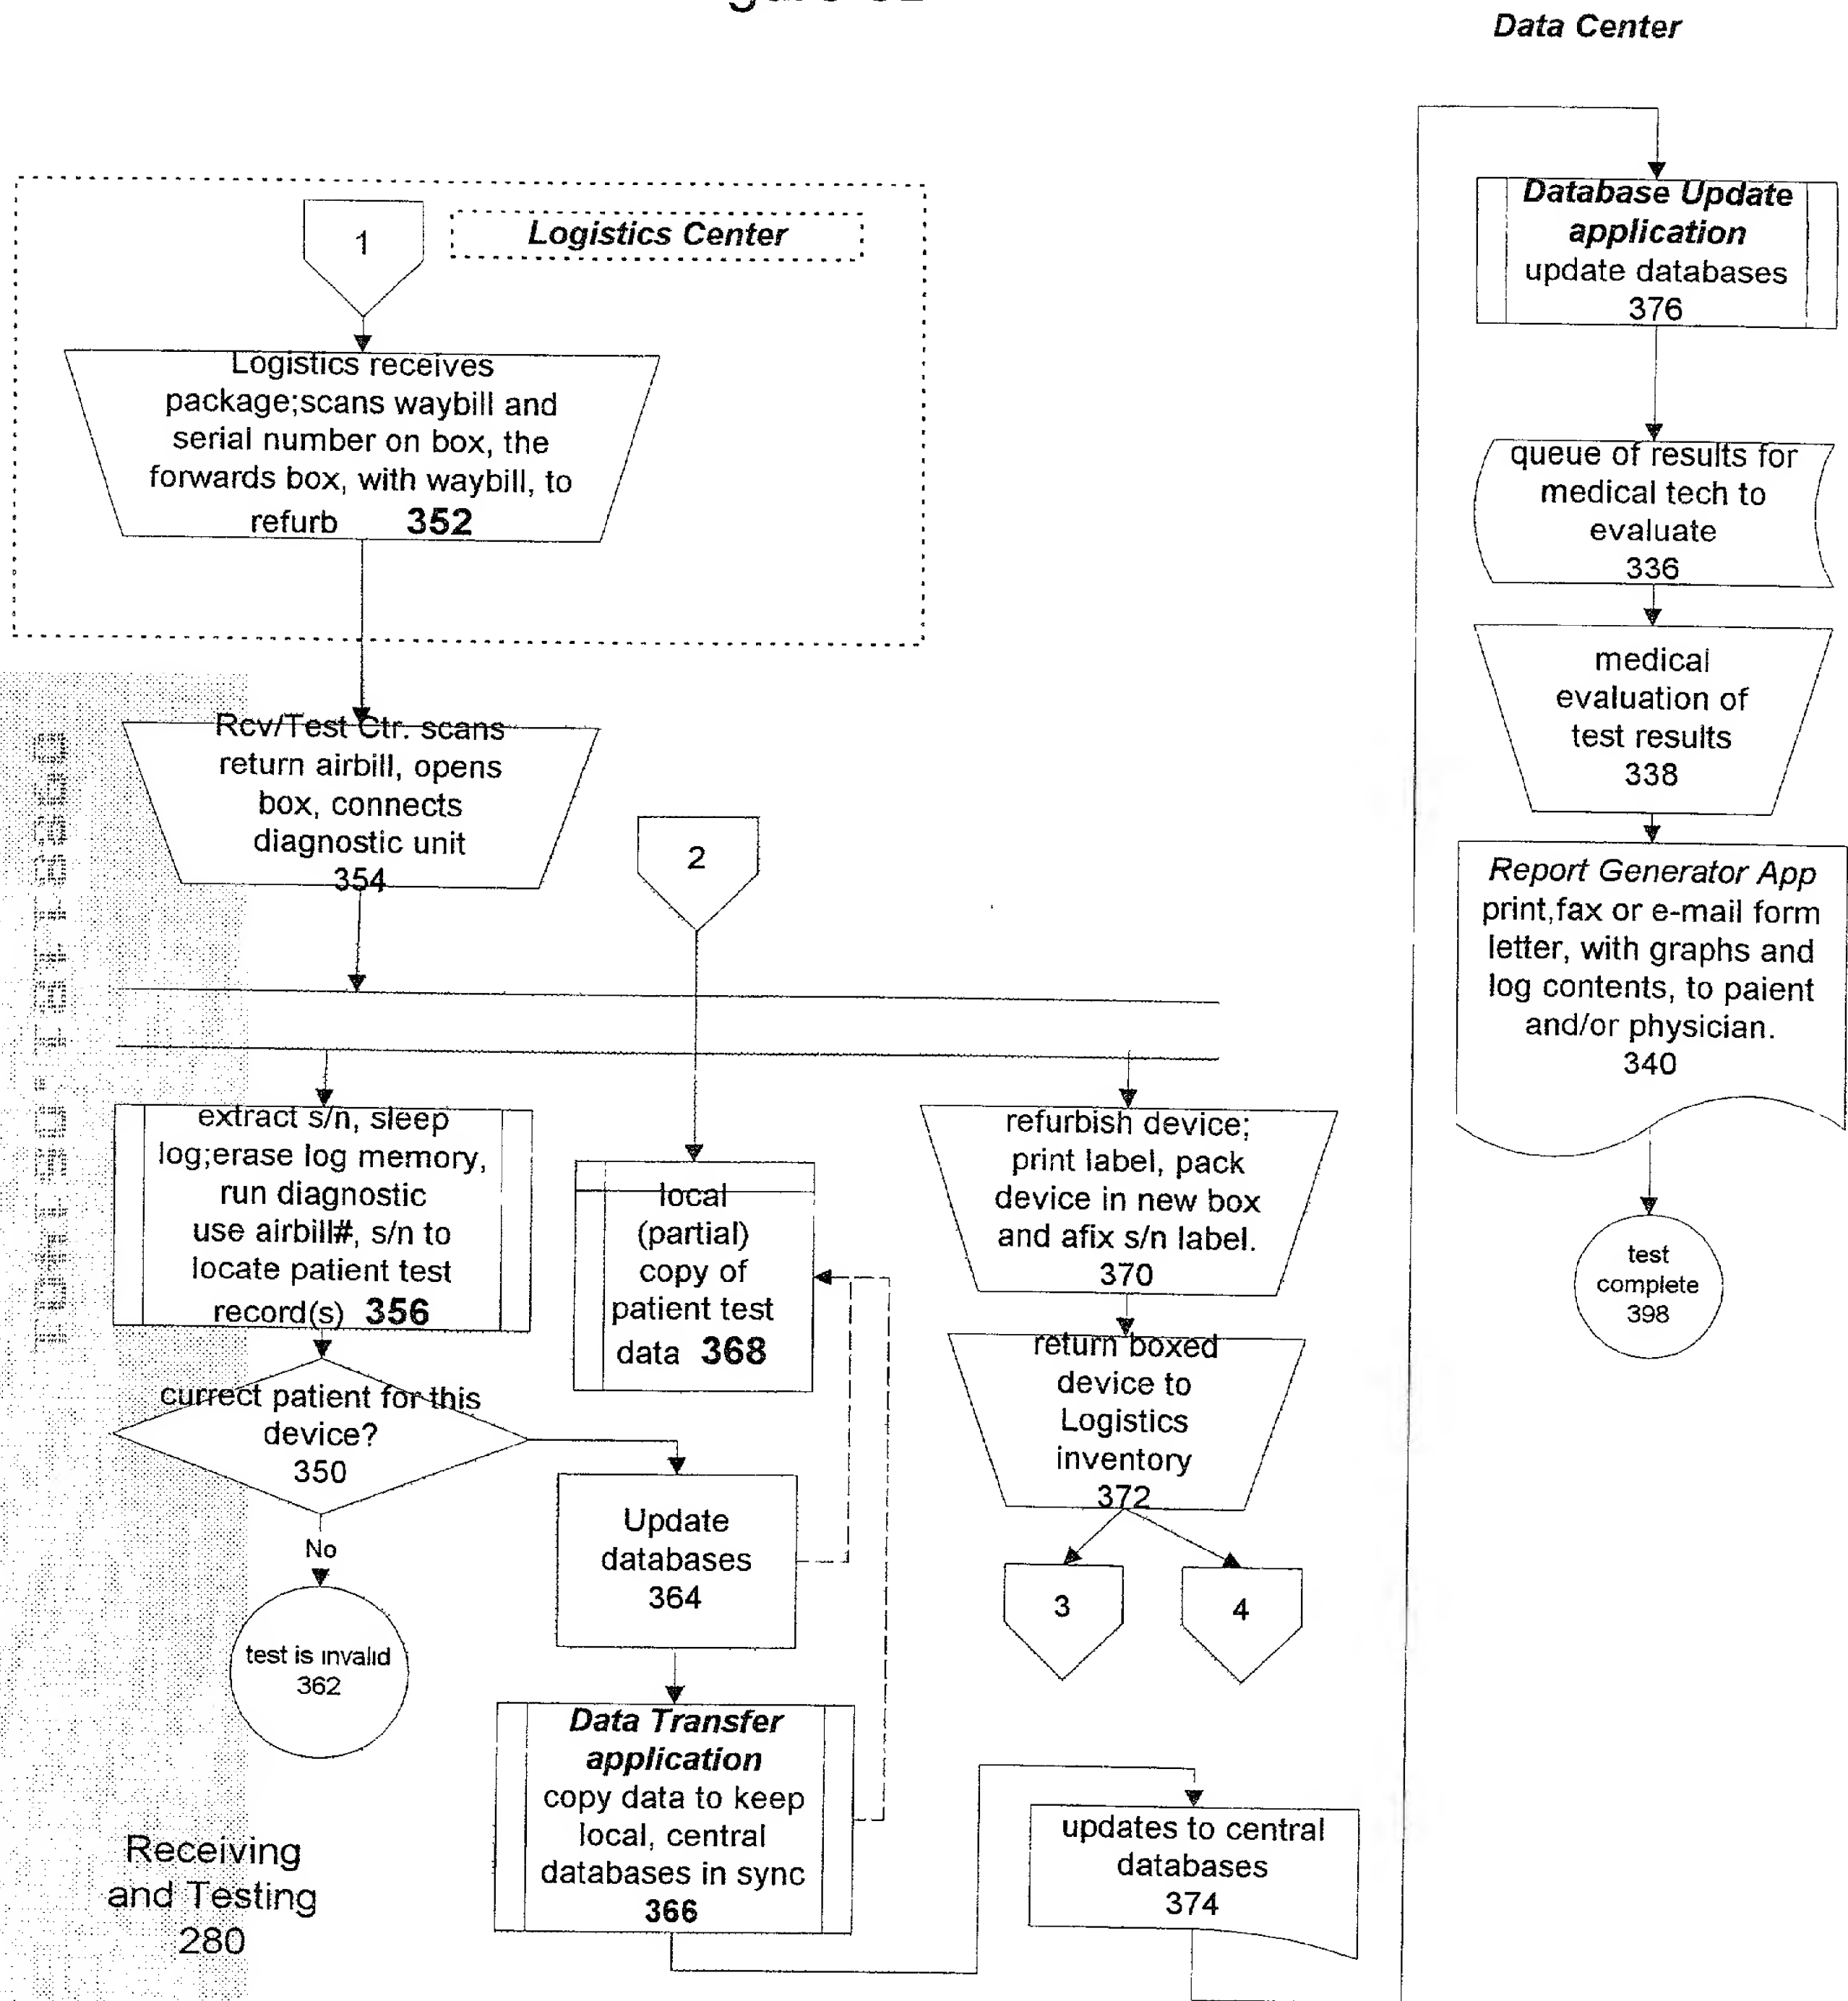 Data Center
1
Logistics Center
Logistics receives
package;scans waybill and
serial number on box, the
forwards box, with waybill, to
refurb 352
Rcv/Test Ctr. scans
return airbill, opens
box, connects
diagnostic unit
354
2
extract s/n, sleep
log;erase log memory,
run diagnostic
use airbill#, s/n to
locate patient test
record(s) 356
local
(partial)
copy of
patient test
data 368
refurbish device;
print label, pack
device in new box
and afix s/n label.
370
return boxed
device to
Logistics
inventory
372
currect patient for this
device?
350
No
test is invalid
362
Update
databases
364
3
4
Data Transfer
application
copy data to keep
local, central
databases in sync
366
updates to central
databases
374
Receiving
and Testing
280
Database Update
application
update databases
376
queue of results for
medical tech to
evaluate
336
medical
evaluation of
test results
338
Report Generator App
print,fax or e-mail form
letter, with graphs and
log contents, to paient
and/or physician.
340
test
complete
398